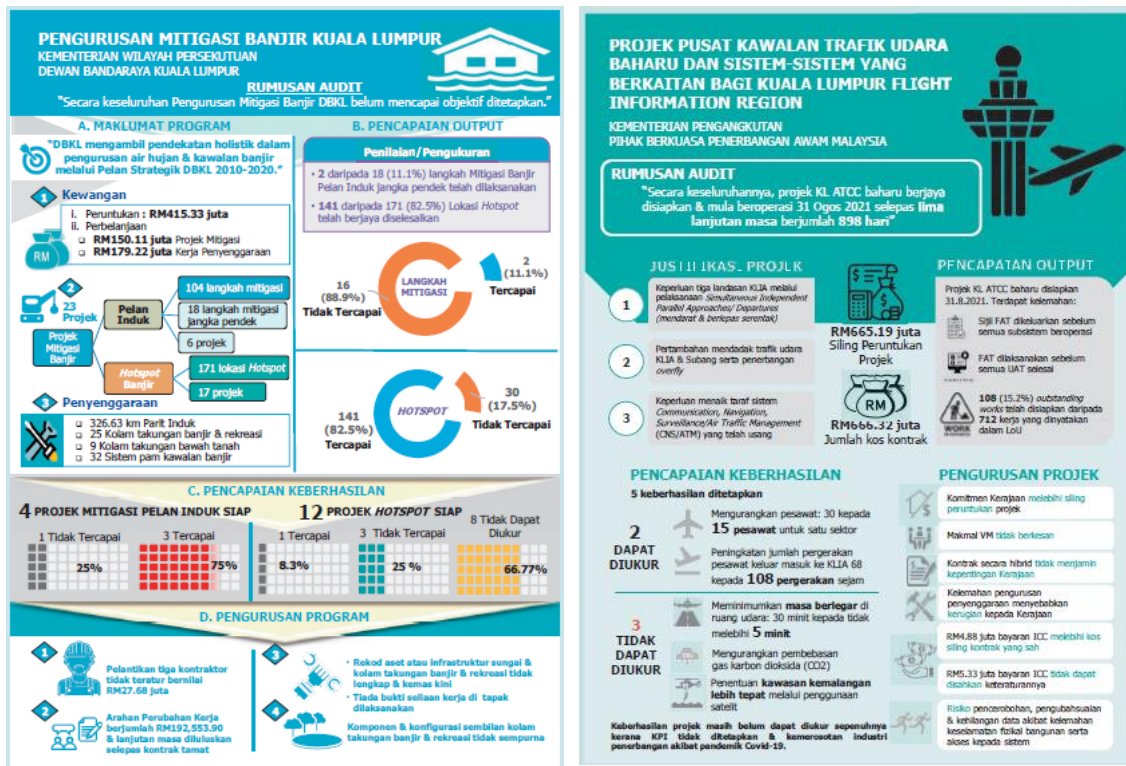 PENGURUSAN MITIGASI BANJIR KUALA LUMPUR
KEMENTERIAN WILAYAH PERSEKUTUAN
DEWAN BANDARAYA KUALA LUMPUR
RUMUSAN AUDIT
"Secara keseluruhan Pengurusan Mitigasi Banjir DBKL belum mencapai objektif ditetapkan."
A. MAKLUMAT PROGRAM
"DBKL mengambil pendekatan holistik dalam
pengurusan air hujan & kawalan banjir
melalui Pelan Strategik DBKL 2010-2020."
1 Kewangan
i. Peruntukan : RM415.33 juta
ii. Perbelanjaan
RM150.11 juta Projek Mitigasi
RM179.22 juta Kerja Penyenggaraan
RM
2
23
Projek
Projek
Mitigasi
Banjir
Pelan
Induk
104 langkah mitigasi
18 langkah mitigasi
jangka pendek
6 projek
Hotspot
Banjir
171 lokasi Hotspot
17 projek
3 Penyenggaraan
326.63 km Parit Induk
25 Kolam takungan banjir & rekreasi
9 Kolam takungan bawah tanah
32 Sistem pam kawalan banjir
B. PENCAPAIAN OUTPUT
Penilaian/Pengukuran
• 2 daripada 18 (11.1%) langkah Mitigasi Banjir
Pelan Induk jangka pendek telah dilaksanakan
• 141 daripada 171 (82.5%) Lokasi Hotspot
telah berjaya diselesaikan
16
(88.9%)
Tidak Tercapai
LANGKAH
MITIGASI
2
(11.1%)
Tercapai
141
(82.5%)
Tercapai
HOTSPOT
30
(17.5%)
Tidak Tercapai
C. PENCAPAIAN KEBERHASILAN
4 PROJEK MITIGASI PELAN INDUK SIAP
1 Tidak Tercapai
25%
3 Tercapai
75%
12 PROJEK HOTSPOT SIAP
1 Tercapai
8.3%
3 Tidak Tercapai
25 %
8 Tidak Dapat
Diukur
66.77%
D. PENGURUSAN PROGRAM
1
Pelantikan tiga kontraktor
tidak teratur bernilai
RM27.68 juta
2
Arahan Perubahan Kerja
berjumlah RM192,553.90
& lanjutan masa diluluskan
selepas kontrak tamat
3
• Rekod aset atau infrastruktur sungai &
kolam takungan banjir & rekreasi tidak
lengkap & kemas kini
• Tiada bukti seliaan kerja di tapak
dilaksanakan
4
Komponen & konfigurasi sembilan kolam
takungan banjir & rekreasi tidak sempurna
PROJEK PUSAT KAWALAN TRAFIK UDARA
BAHARU DAN SISTEM-SISTEM YANG
BERKAITAN BAGI KUALA LUMPUR FLIGHT
INFORMATION REGION
KEMENTERIAN PENGANGKUTAN
PIHAK BERKUASA PENERBANGAN AWAM MALAYSIA
RUMUSAN AUDIT
"Secara keseluruhannya, projek KL ATCC baharu berjaya
disiapkan & mula beroperasi 31 Ogos 2021 selepas lima
lanjutan masa berjumlah 898 hari"
JUSTIFIKASI PROJEK
1
Keperluan tiga landasan KLIA melalui
pelaksanaan Simultaneous Independent
Parallel Approaches/ Departures
(mendarat & berlepas serentak)
2
Pertambahan mendadak trafik udara
KLIA & Subang serta penerbangan
overfly
3
Keperluan menaik taraf sistem
Communication, Navigation,
Surveillance/Air Traffic Management
(CNS/ATM) yang telah usang
RM665.19 juta
Siling Peruntukan
Projek
RM
RM666.32 juta
Jumlah kos kontrak
PENCAPAIAN OUTPUT
Projek KL ATCC baharu disiapkan
31.8.2021. Terdapat kelemahan:
Sijil FAT dikeluarkan sebelum
semua subsistem beroperasi
FAT dilaksanakan sebelum
semua UAT selesai
108 (15.2%) outstanding
works telah disiapkan daripada
712 kerja yang dinyatakan
dalam LoU
WORK
PENCAPAIAN KEBERHASILAN
5 keberhasilan ditetapkan
2
DAPAT
DIUKUR
Mengurangkan pesawat: 30 kepada
15 pesawat untuk satu sektor
Peningkatan jumlah pergerakan
pesawat keluar masuk ke KLIA 68
kepada 108 pergerakan sejam
3
TIDAK
DAPAT
DIUKUR
Meminimumkan masa berlegar di
ruang udara: 30 minit kepada tidak
melebihi 5 minit
Mengurangkan pembebasan
gas karbon dioksida (CO2)
Penentuan kawasan kemalangan
lebih tepat melalui penggunaan
satelit
Keberhasilan projek masih belum dapat diukur sepenuhnya
kerana KPI tidak ditetapkan & kemerosotan industri
penerbangan akibat pandemik Covid-19.
PENGURUSAN PROJEK
Komitmen Kerajaan melebihi siling
peruntukan projek
Makmal VM tidak berkesan
Kontrak secara hibrid tidak menjamin
kepentingan Kerajaan
Kelemahan pengurusan
penyenggaraan menyebabkan
kerugian kepada Kerajaan
RM4.88 juta bayaran ICC melebihi kos
siling kontrak yang sah
RM5.33 juta bayaran ICC tidak dapat
disahkan keteraturannya
Risiko pencerobohan, pengubahsuaian
& kehilangan data akibat kelemahan
keselamatan fizikal bangunan serta
akses kepada sistem